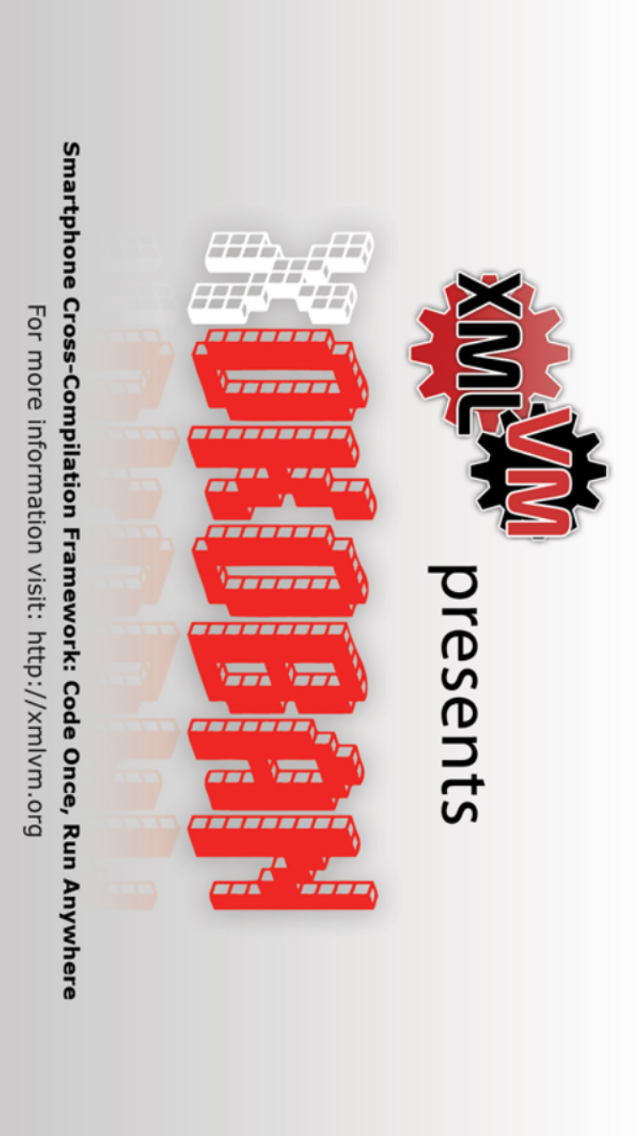 XML
VM
presents
XOKOBAN
Smartphone Cross-Compilation Framework: Code Once, Run Anywhere
For more information visit: http://xmlvm.org